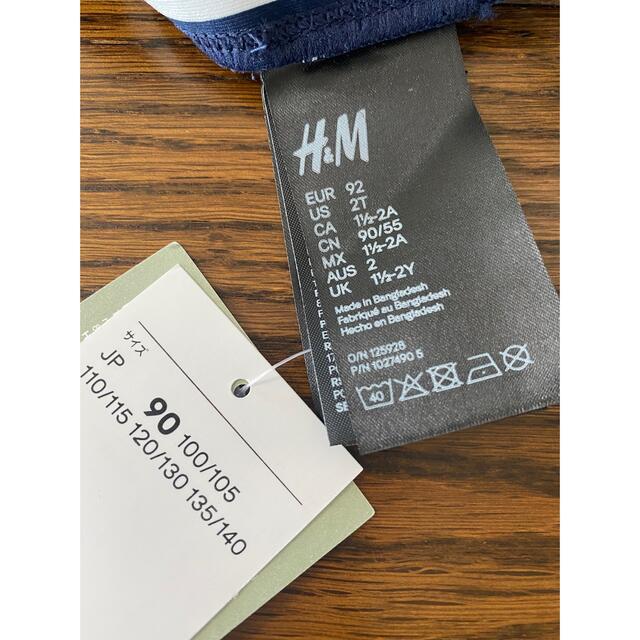 H&M
EUR 92
US 2T
CA 1½-2A
CN 90/55
MX 1½-2A
AUS 2
UK 1½-2Y
Made in Bangladesh
Fabriqué au Bangladesh
Hecho en Bangladesh
O/N 125928
P/N 1027490 5
40
サイズ
JP 90 100/105
110/115 120/130 135/140